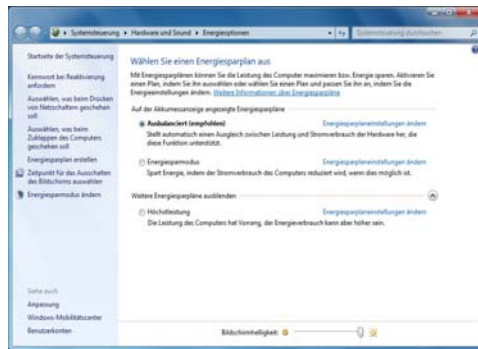 Systemsteuerung ▸ Hardware und Sound ▸ Energieoptionen
Systemsteuerung durchsuchen
Startseite der Systemsteuerung
Kennwort bei Reaktivierung
anfordern
Auswählen, was beim Drücken
von Netzschaltern geschehen
soll
Auswählen, was beim
Zuklappen des Computers
geschehen soll
Energiesparplan erstellen
Zeitpunkt für das Ausschalten
des Bildschirms auswählen
Energiesparmodus ändern
Siehe auch
Anpassung
Windows-Mobilitätscenter
Benutzerkonten
Wählen Sie einen Energiesparplan aus
Mit Energiesparplänen können Sie die Leistung des Computer maximieren bzw. Energie sparen. Aktivieren Sie
einen Plan, indem Sie ihn auswählen oder wählen Sie einen Plan und passen Sie ihn an, indem Sie die
Energieeinstellungen ändern. Weitere Informationen über Energiesparpläne
Auf der Akkumessanzeige angezeigte Energiesparpläne
Ausbalanciert (empfohlen) Energiesparplaneinstellungen ändern
Stellt automatisch einen Ausgleich zwischen Leistung und Stromverbrauch der Hardware her, die
diese Funktion unterstützt.
Energiesparmodus Energiesparplaneinstellungen ändern
Spart Energie, indem der Stromverbrauch des Computers reduziert wird, wenn dies möglich ist.
Weitere Energiesparpläne ausblenden
Höchstleistung Energiesparplaneinstellungen ändern
Die Leistung des Computers hat Vorrang, der Energieverbrauch kann aber höher sein.
Bildschirmhelligkeit: